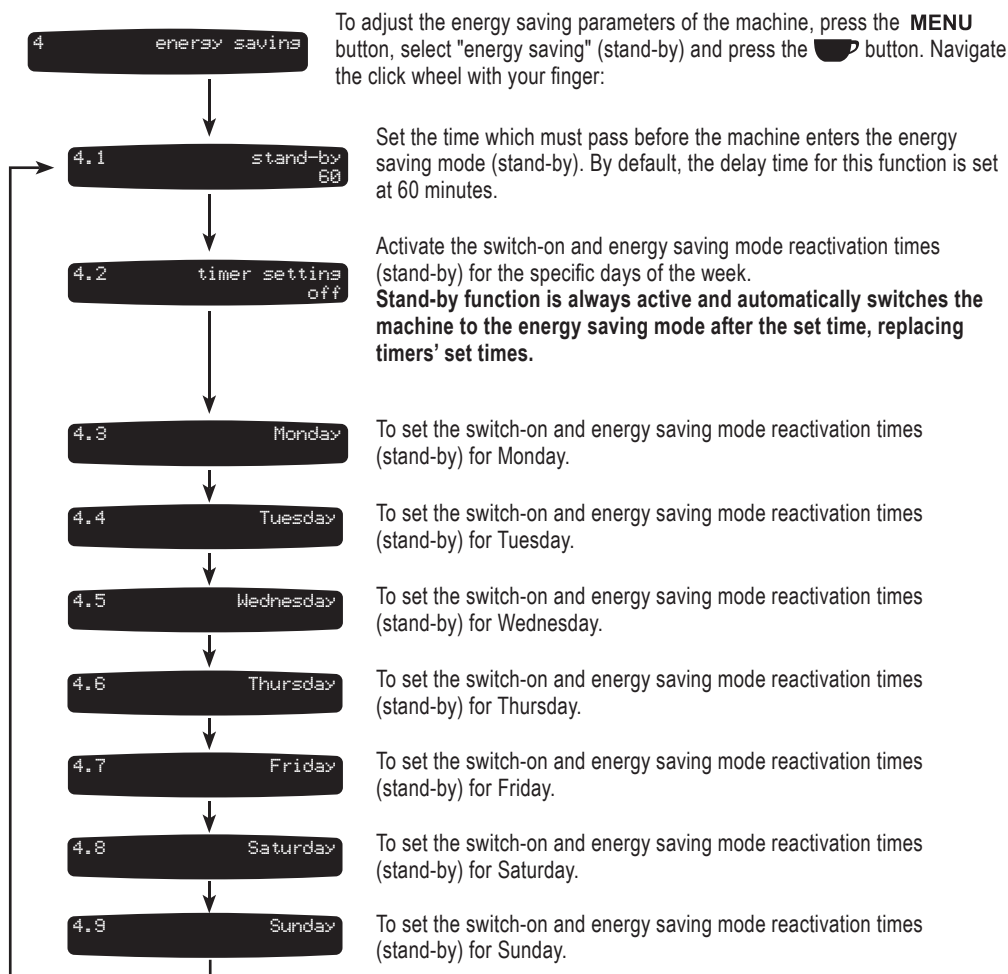 To adjust the energy saving parameters of the machine, press the MENU
button, select "energy saving" (stand-by) and press the button. Navigate
the click wheel with your finger:
4 energy saving
4.1 stand-by
60
Set the time which must pass before the machine enters the energy
saving mode (stand-by). By default, the delay time for this function is set
at 60 minutes.
4.2 timer setting
off
Activate the switch-on and energy saving mode reactivation times
(stand-by) for the specific days of the week.
Stand-by function is always active and automatically switches the
machine to the energy saving mode after the set time, replacing
timers’ set times.
4.3 Monday
To set the switch-on and energy saving mode reactivation times
(stand-by) for Monday.
4.4 Tuesday
To set the switch-on and energy saving mode reactivation times
(stand-by) for Tuesday.
4.5 Wednesday
To set the switch-on and energy saving mode reactivation times
(stand-by) for Wednesday.
4.6 Thursday
To set the switch-on and energy saving mode reactivation times
(stand-by) for Thursday.
4.7 Friday
To set the switch-on and energy saving mode reactivation times
(stand-by) for Friday.
4.8 Saturday
To set the switch-on and energy saving mode reactivation times
(stand-by) for Saturday.
4.9 Sunday
To set the switch-on and energy saving mode reactivation times
(stand-by) for Sunday.